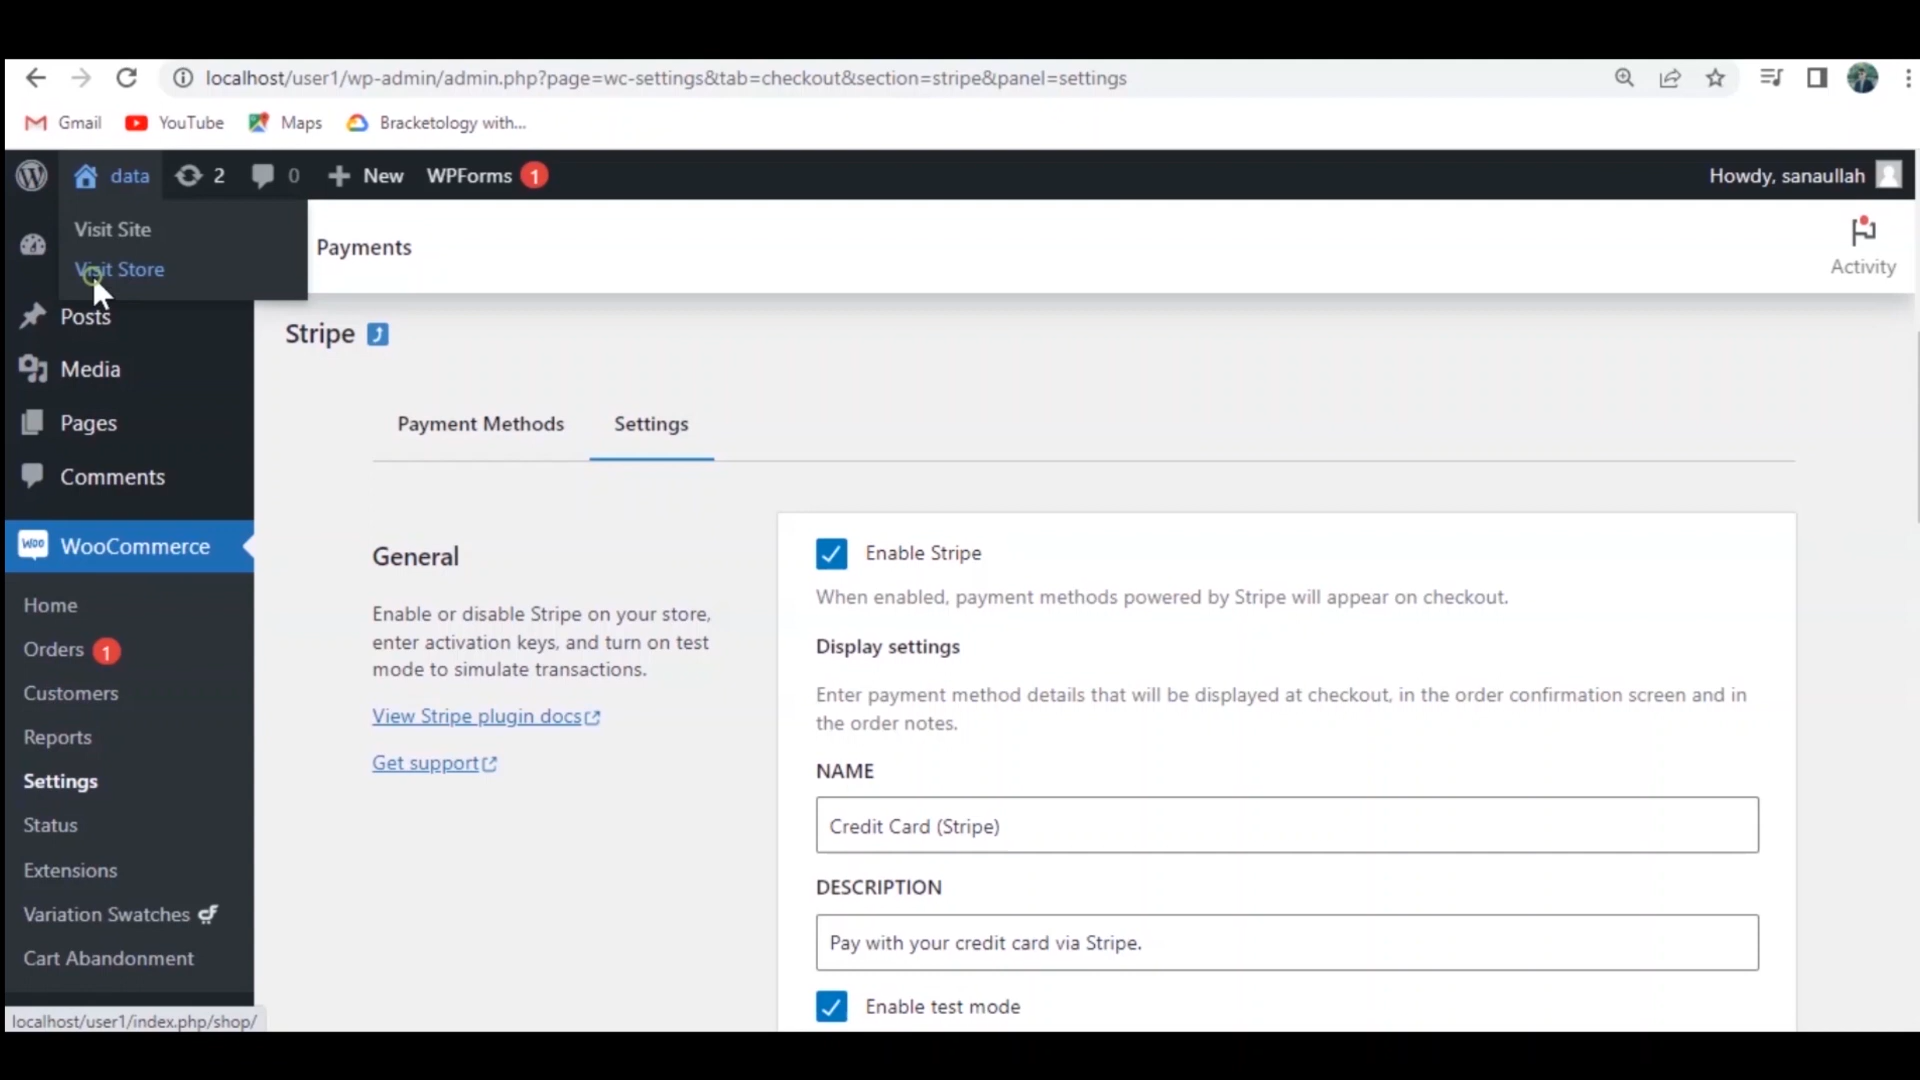 localhost/user1/wp-admin/admin.php?page=wc-settings&tab=checkout&section=stripe&panel=settings
Gmail YouTube Maps Bracketology with...
data 2 0 New WPForms 1 Howdy, sanaullah
Visit Site
Visit Store
Payments
Activity
Posts
Media
Pages
Comments
WOO WooCommerce
Home
Orders 1
Customers
Reports
Settings
Status
Extensions
Variation Swatches
Cart Abandonment
localhost/user1/index.php/shop/
Stripe
Payment Methods Settings
General
Enable or disable Stripe on your store,
enter activation keys, and turn on test
mode to simulate transactions.
View Stripe plugin docs
Get support
Enable Stripe
When enabled, payment methods powered by Stripe will appear on checkout.
Display settings
Enter payment method details that will be displayed at checkout, in the order confirmation screen and in
the order notes.
NAME
Credit Card (Stripe)
DESCRIPTION
Pay with your credit card via Stripe.
Enable test mode